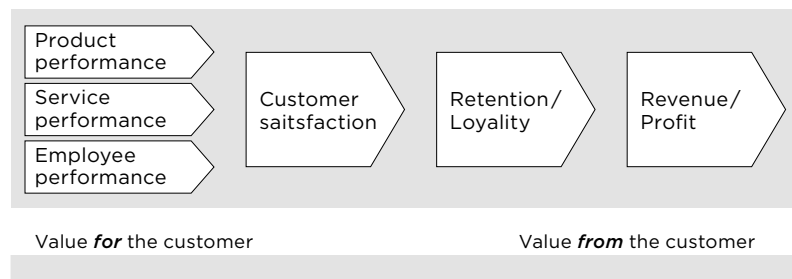 Product
performance
Service
performance
Employee
performance
Customer
saitsfaction
Retention/
Loyality
Revenue/
Profit
Value for the customer
Value from the customer